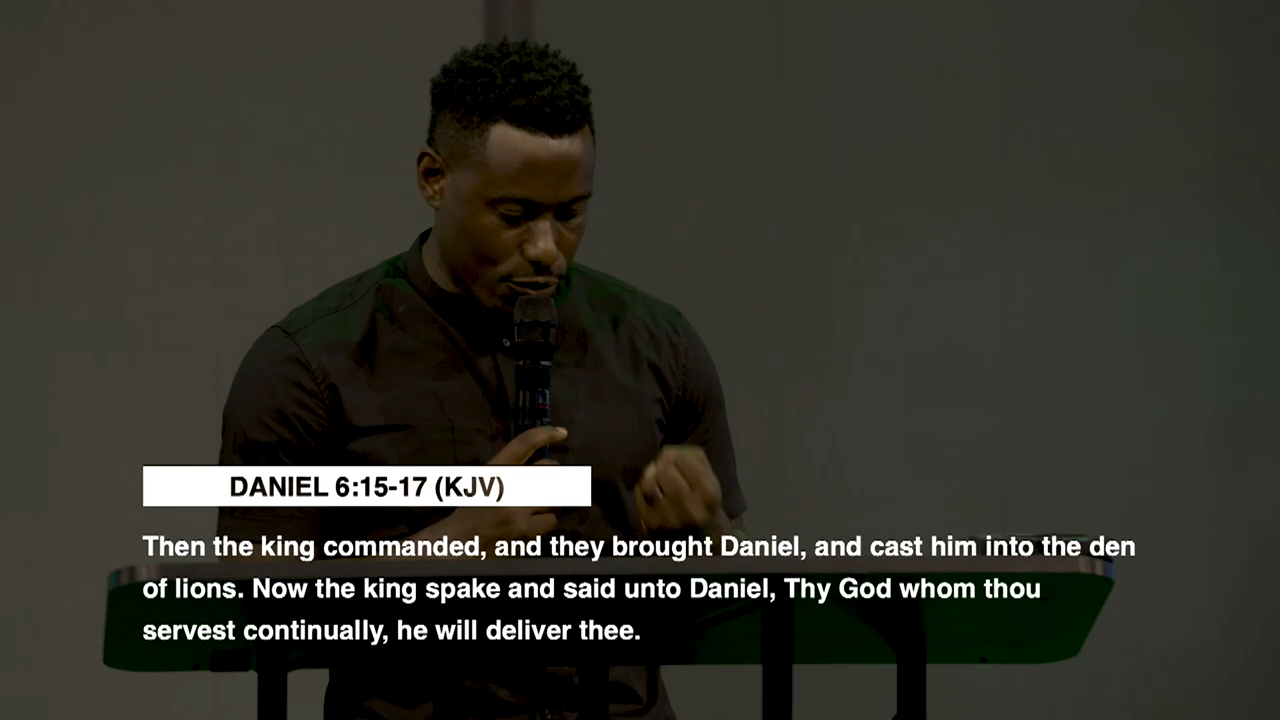 DANIEL 6:15-17 (KJV)
Then the king commanded, and they brought Daniel, and cast him into the den
of lions. Now the king spake and said unto Daniel, Thy God whom thou
servest continually, he will deliver thee.